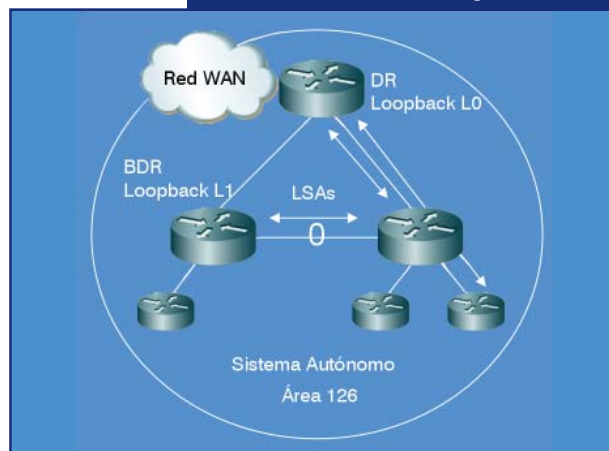 Red WAN
DR
Loopback L0
BDR
Loopback L1
LSAs
0
Sistema Autónomo
Área 126